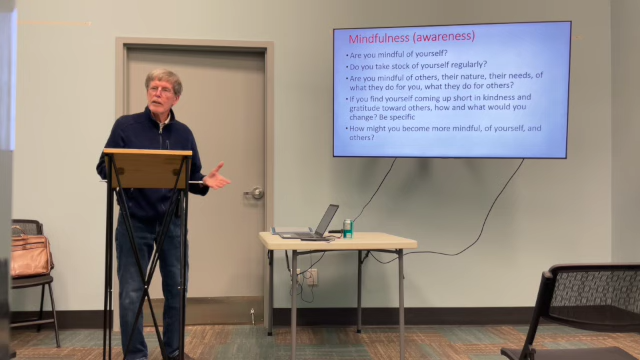 Mindfulness (awareness)
• Are you mindful of yourself?
• Do you take stock of yourself regularly?
• Are you mindful of others, their nature, their needs, of
what they do for you, what they do for others?
• If you find yourself coming up short in kindness and
gratitude toward others, how and what would you
change? Be specific
• How might you become more mindful, of yourself, and
others?